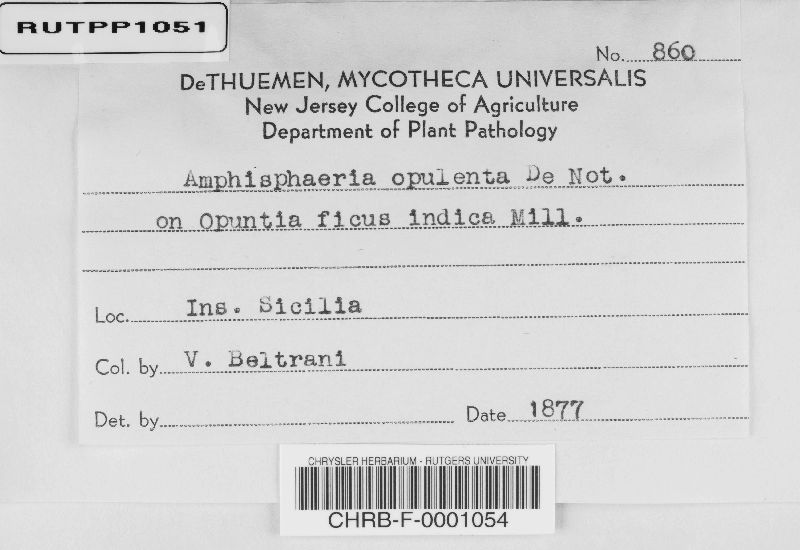 RUTPP1051
No. 860
DeTHUEMEN, MYCOTHECA UNIVERSALIS
New Jersey College of Agriculture
Department of Plant Pathology
Amphisphaeria opulenta De Not.
on Opuntia ficus indica Mill.
Loc. Ins. Sicilia
Col. by V. Beltrani
Det. by Date 1877
CHRYSLER HERBARIUM - RUTGERS UNIVERSITY
CHRB-F-0001054